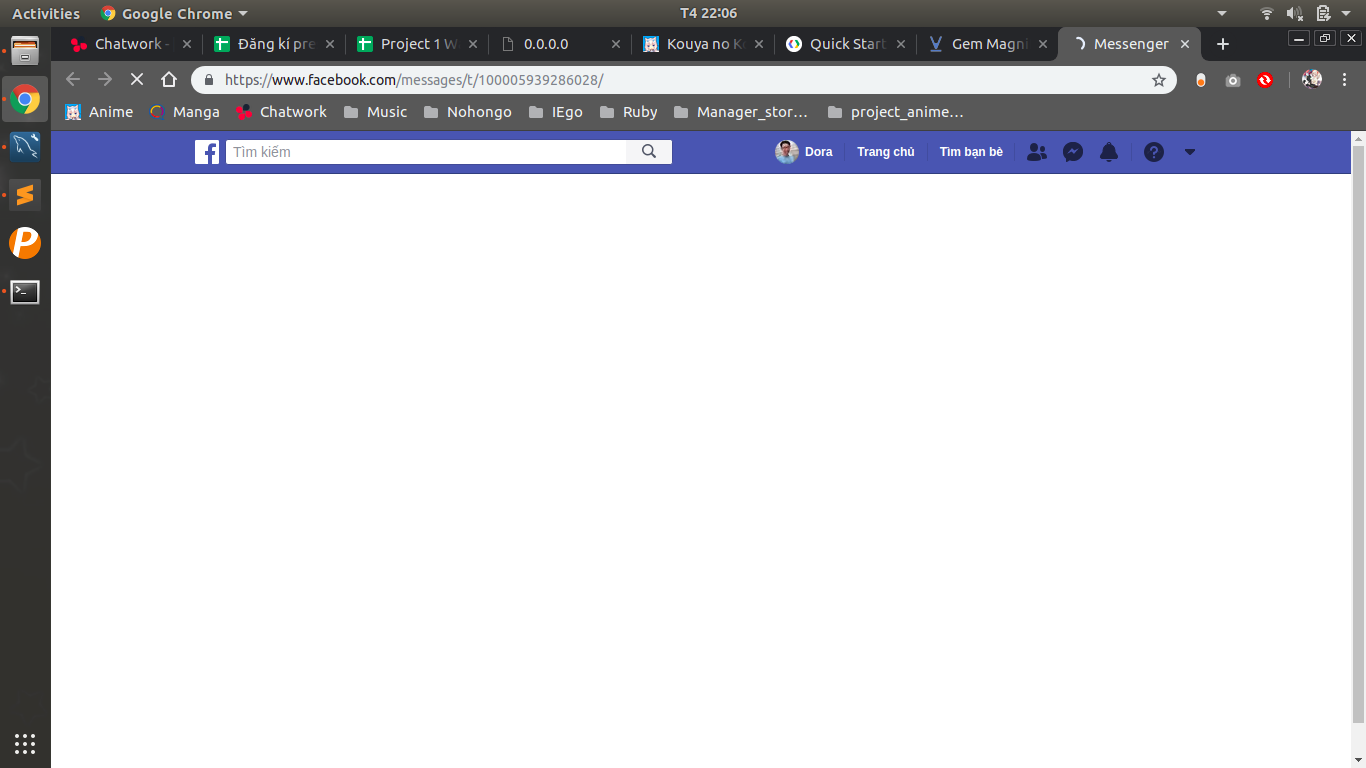 Activities Google Chrome T4 22:06
Chatwork - Đăng kí pre Project 1 W 0.0.0.0 Kouya no K Quick Start Gem Magni Messenger
https://www.facebook.com/messages/t/100005939286028/
Anime Manga Chatwork Music Nohongo IEgo Ruby Manager_stor… project_anime…
Tìm kiếm Dora Trang chủ Tìm bạn bè